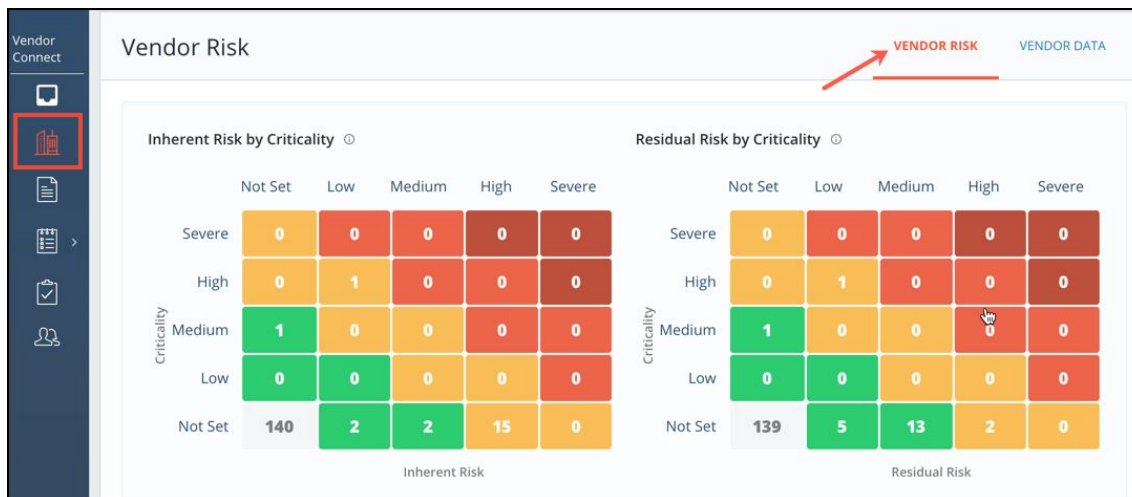 Vendor
Connect
Vendor Risk
VENDOR RISK
VENDOR DATA
Inherent Risk by Criticality
Not Set Low Medium High Severe
Severe 0 0 0 0 0
High 0 1 0 0 0
Medium 1 0 0 0 0
Low 0 0 0 0 0
Not Set 140 2 2 15 0
Criticality
Inherent Risk
Residual Risk by Criticality
Not Set Low Medium High Severe
Severe 0 0 0 0 0
High 0 1 0 0 0
Medium 1 0 0 0 0
Low 0 0 0 0 0
Not Set 139 5 13 2 0
Criticality
Residual Risk